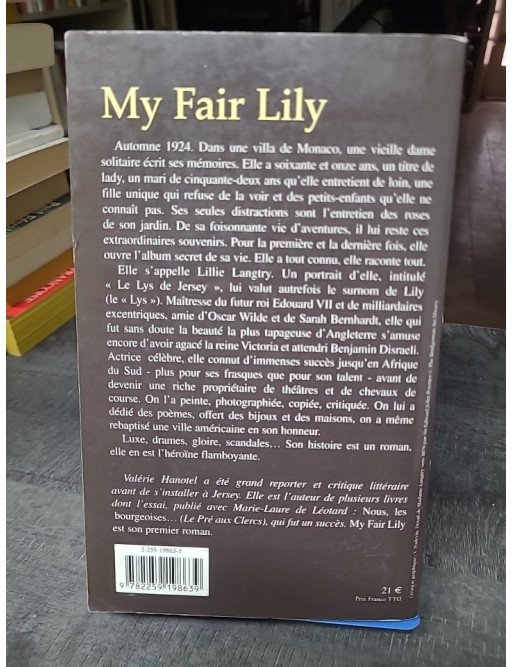 My Fair Lily
Automne 1924. Dans une villa de Monaco, une vieille dame
solitaire écrit ses mémoires. Elle a soixante et onze ans, un titre de
lady, un mari de cinquante-deux ans qu'elle entretient de loin, une
fille unique qui refuse de la voir et des petits-enfants qu'elle ne
connaît pas. Ses seules distractions sont l'entretien des roses
de son jardin. De sa foisonnante vie d'aventures, il lui reste ces
extraordinaires souvenirs. Pour la première et la dernière fois, elle
ouvre l'album secret de sa vie. Elle a tout connu, elle raconte tout.
Elle s'appelle Lillie Langtry. Un portrait d'elle, intitulé
« Le Lys de Jersey », lui valut autrefois le surnom de Lily
(le « Lys »). Maîtresse du futur roi Edouard VII et de milliardaires
excentriques, amie d'Oscar Wilde et de Sarah Bernhardt, elle qui
fut sans doute la beauté la plus tapageuse d'Angleterre s'amuse
encore d'avoir agacé la reine Victoria et attendri Benjamin Disraeli.
Actrice célèbre, elle connut d'immenses succès jusqu'en Afrique
du Sud - plus pour ses frasques que pour son talent - avant de
devenir une riche propriétaire de théâtres et de chevaux de
course. On l'a peinte, photographiée, copiée, critiquée. On lui a
dédié des poèmes, offert des bijoux et des maisons, on a même
rebaptisé une ville américaine en son honneur.
Luxe, drames, gloire, scandales... Son histoire est un roman,
elle en est l'héroïne flamboyante.
Valérie Hanotel a été grand reporter et critique littéraire
avant de s'installer à Jersey. Elle est l'auteur de plusieurs livres
dont l'essai, publié avec Marie-Laure de Léotard : Nous, les
bourgeoises... (Le Pré aux Clercs), qui fut un succès. My Fair Lily
est son premier roman.
2-259-19863-5
9 782259 198639
21 €
Prix France TTC